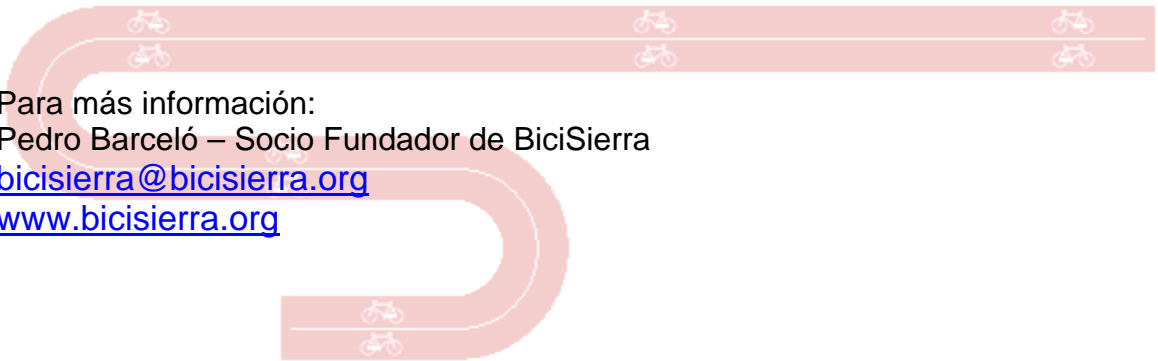 Para más información:
Pedro Barceló – Socio Fundador de BiciSierra
bicisierra@bicisierra.org
www.bicisierra.org